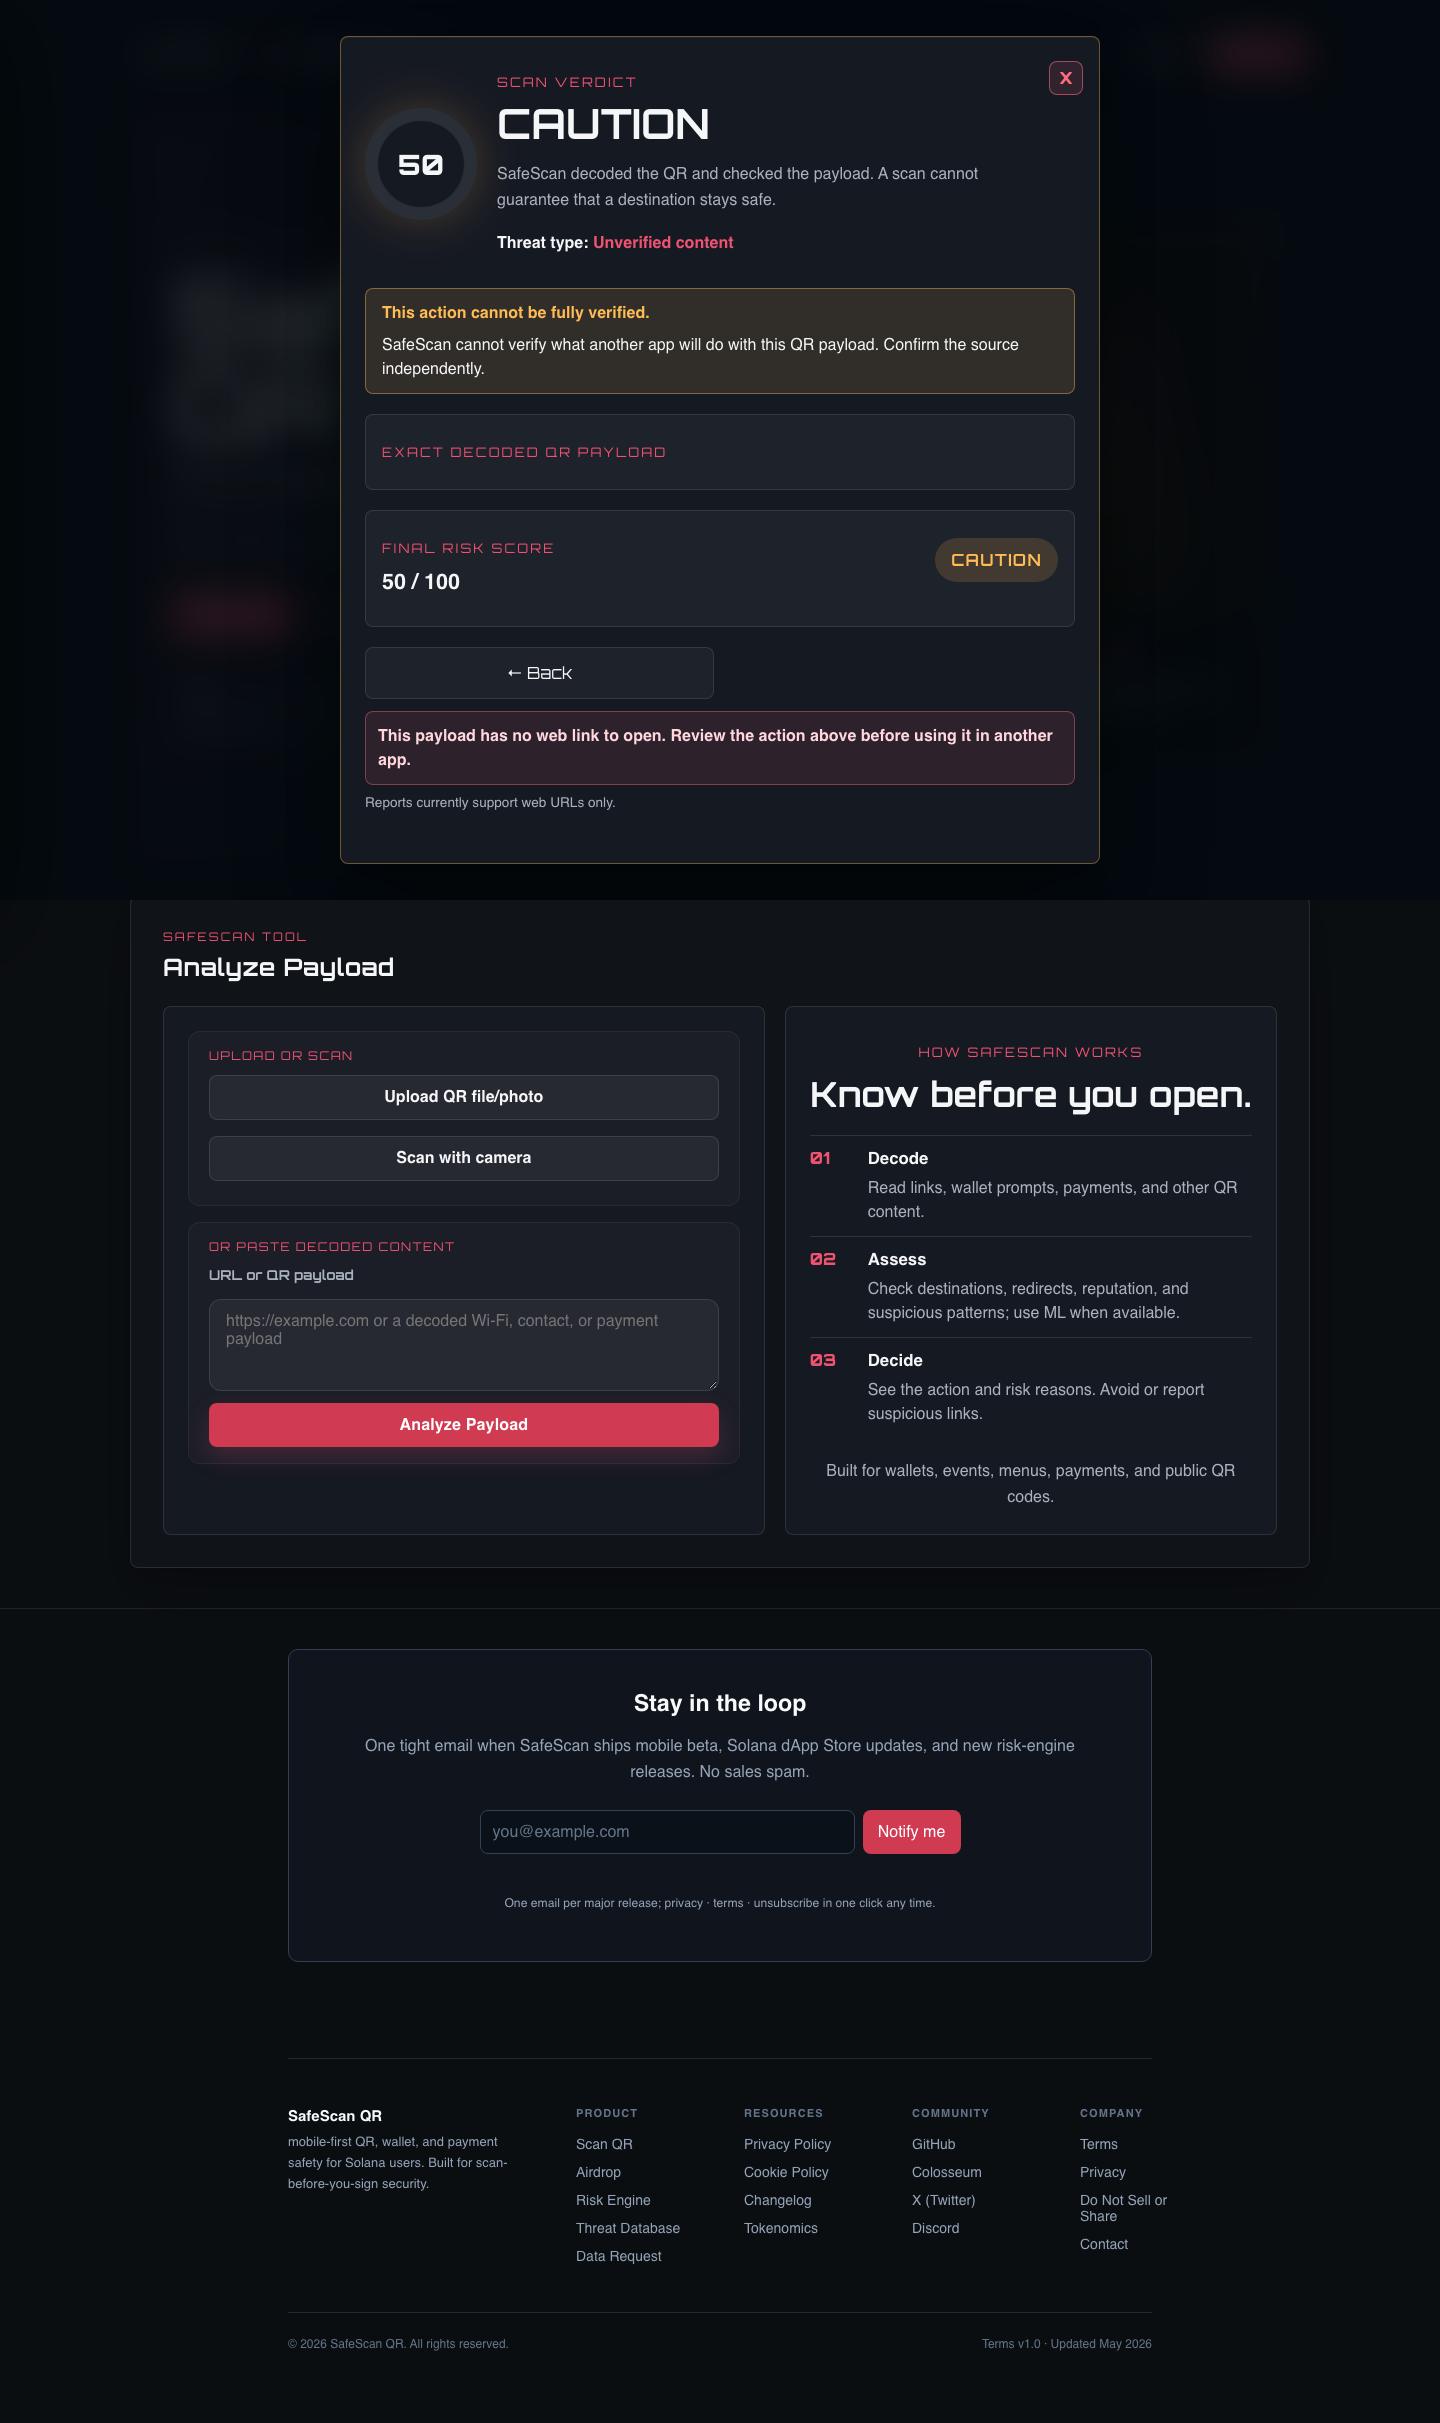 SCAN VERDICT
X
CAUTION
50
SafeScan decoded the QR and checked the payload. A scan cannot
guarantee that a destination stays safe.
Threat type: Unverified content
This action cannot be fully verified.
SafeScan cannot verify what another app will do with this QR payload. Confirm the source
independently.
EXACT DECODED QR PAYLOAD
FINAL RISK SCORE
50 / 100
CAUTION
← Back
This payload has no web link to open. Review the action above before using it in another
app.
Reports currently support web URLs only.
SAFESCAN TOOL
Analyze Payload
UPLOAD OR SCAN
Upload QR file/photo
Scan with camera
OR PASTE DECODED CONTENT
URL or QR payload
https://example.com or a decoded Wi-Fi, contact, or payment
payload
Analyze Payload
HOW SAFESCAN WORKS
Know before you open.
01 Decode
Read links, wallet prompts, payments, and other QR
content.
02 Assess
Check destinations, redirects, reputation, and
suspicious patterns; use ML when available.
03 Decide
See the action and risk reasons. Avoid or report
suspicious links.
Built for wallets, events, menus, payments, and public QR
codes.
Stay in the loop
One tight email when SafeScan ships mobile beta, Solana dApp Store updates, and new risk-engine
releases. No sales spam.
you@example.com
Notify me
One email per major release; privacy · terms · unsubscribe in one click any time.
SafeScan QR
mobile-first QR, wallet, and payment
safety for Solana users. Built for scan-
before-you-sign security.
PRODUCT
Scan QR
Airdrop
Risk Engine
Threat Database
Data Request
RESOURCES
Privacy Policy
Cookie Policy
Changelog
Tokenomics
COMMUNITY
GitHub
Colosseum
X (Twitter)
Discord
COMPANY
Terms
Privacy
Do Not Sell or
Share
Contact
© 2026 SafeScan QR. All rights reserved.
Terms v1.0 · Updated May 2026